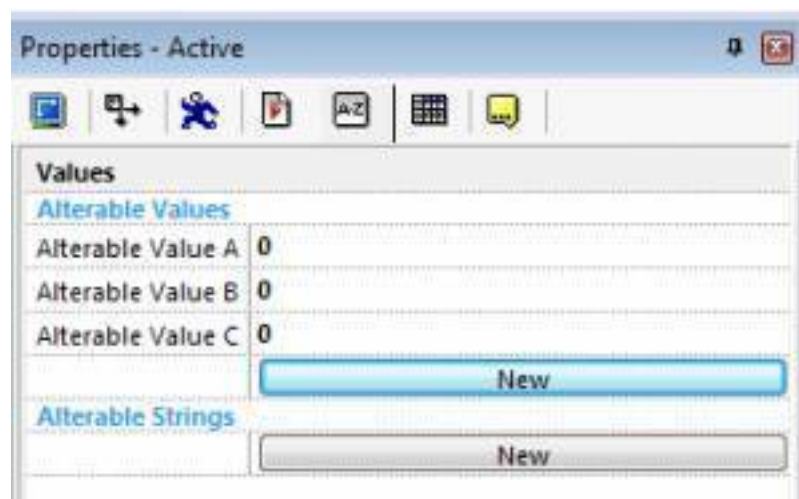 Properties - Active
A-Z
Values
Alterable Values
Alterable Value A 0
Alterable Value B 0
Alterable Value C 0
New
Alterable Strings
New